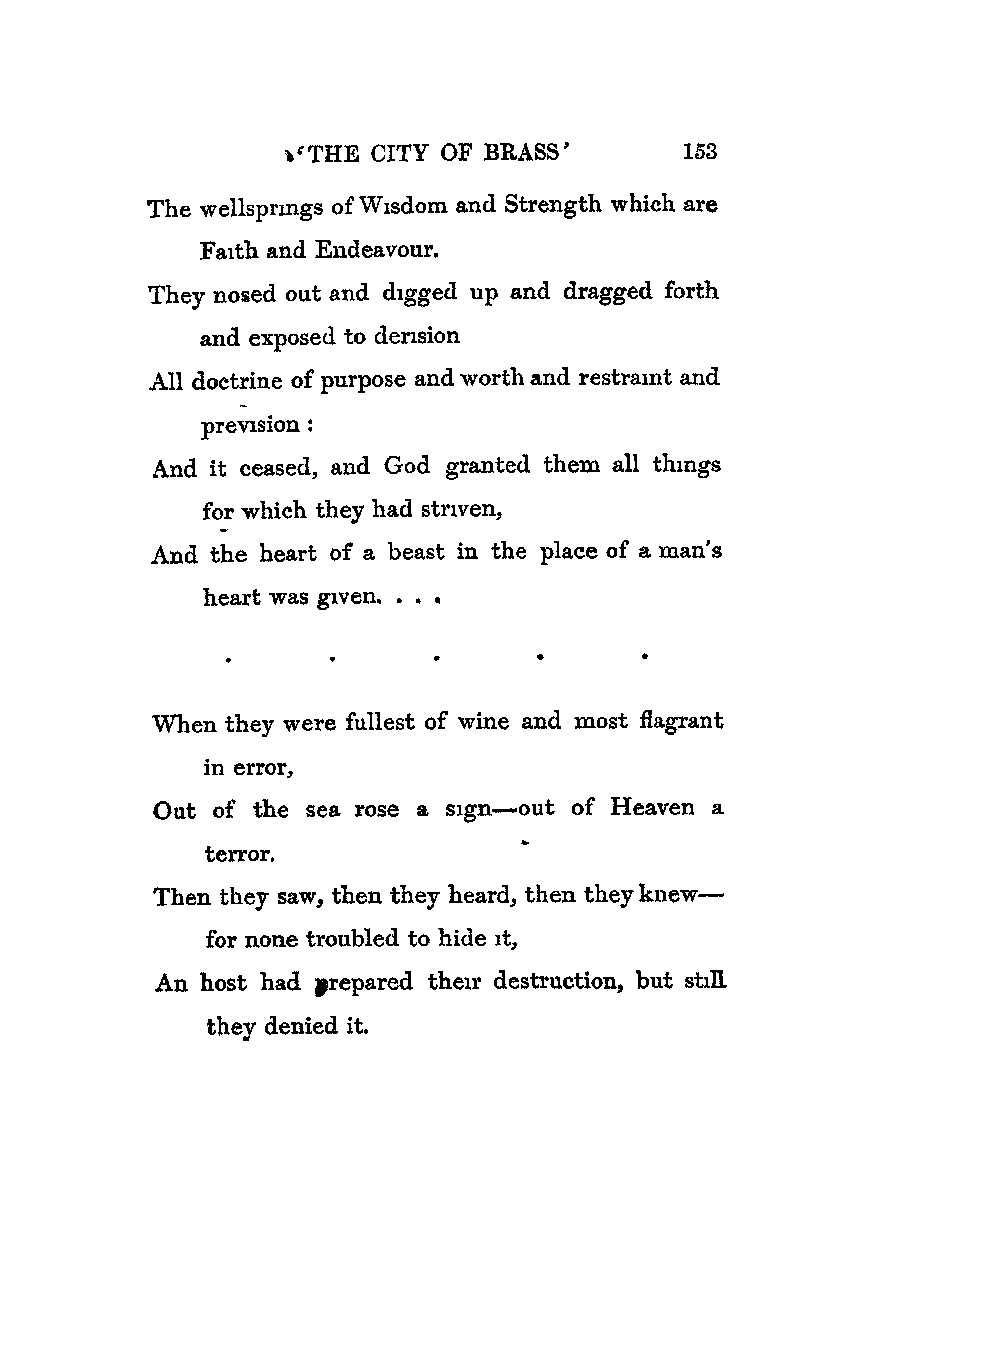 'THE CITY OF BRASS' 153
The wellsprings of Wisdom and Strength which are
Faith and Endeavour.
They nosed out and digged up and dragged forth
and exposed to derision
All doctrine of purpose and worth and restraint and
prevision :
And it ceased, and God granted them all things
for which they had striven,
And the heart of a beast in the place of a man's
heart was given. . . .
. . . . .
When they were fullest of wine and most flagrant
in error,
Out of the sea rose a sign—out of Heaven a
terror.
Then they saw, then they heard, then they knew—
for none troubled to hide it,
An host had prepared their destruction, but still
they denied it.